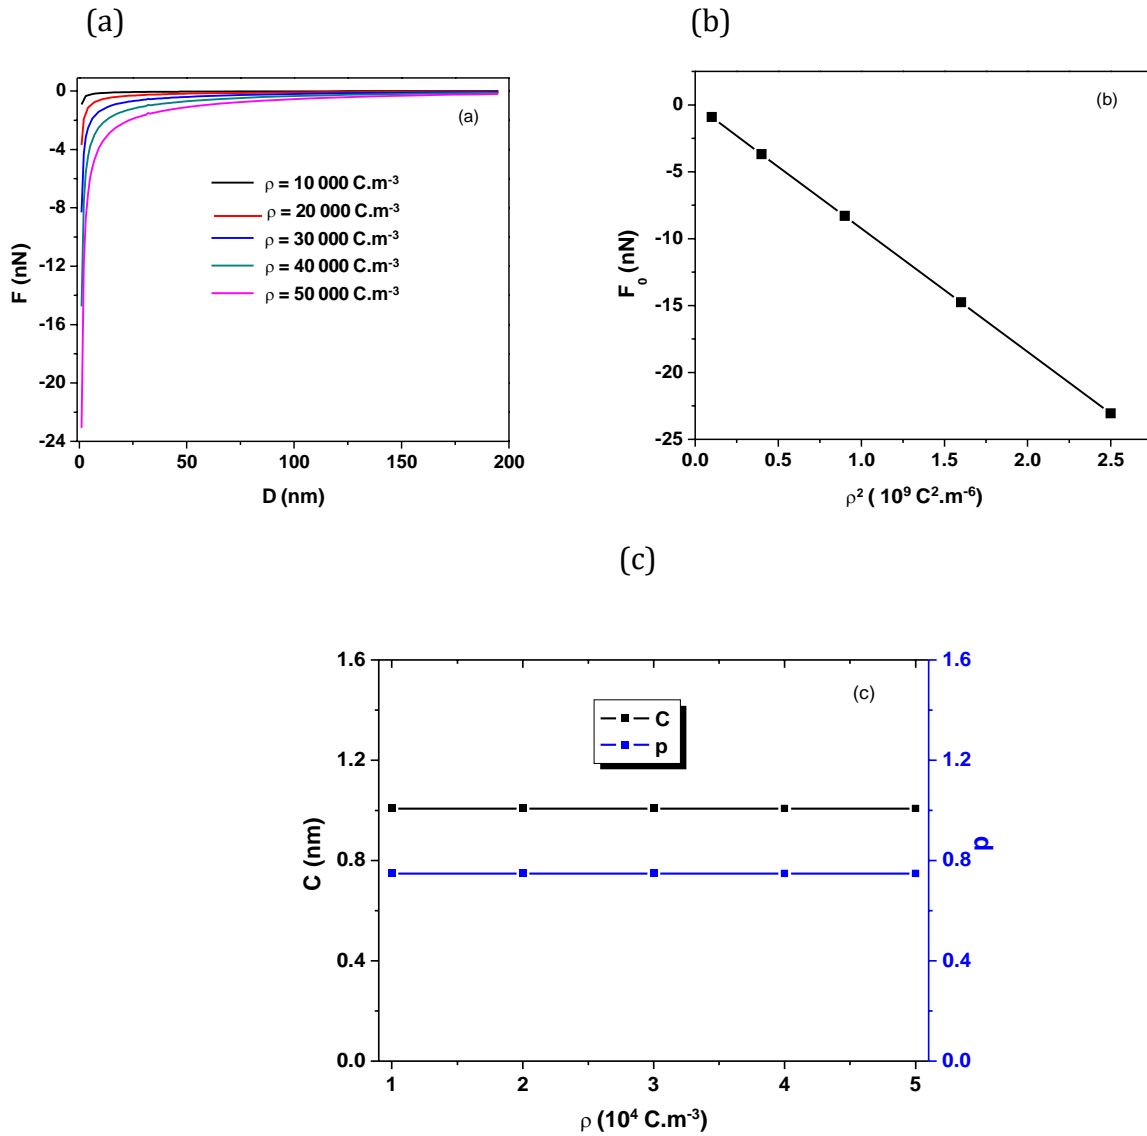 (a)
(b)
0
-4
-8
-12
-16
-20
-24
F (nN)
(a)
ρ = 10 000 C.m-3
ρ = 20 000 C.m-3
ρ = 30 000 C.m-3
ρ = 40 000 C.m-3
ρ = 50 000 C.m-3
0 50 100 150 200
D (nm)
0
-5
-10
-15
-20
-25
F0 (nN)
(b)
0.0 0.5 1.0 1.5 2.0 2.5
ρ2 ( 109 C2.m-6)
(c)
1.6
1.2
0.8
0.4
0.0
C (nm)
(c)
C
p
1.6
1.2
0.8
0.4
0.0
p
1 2 3 4 5
ρ (104 C.m-3)